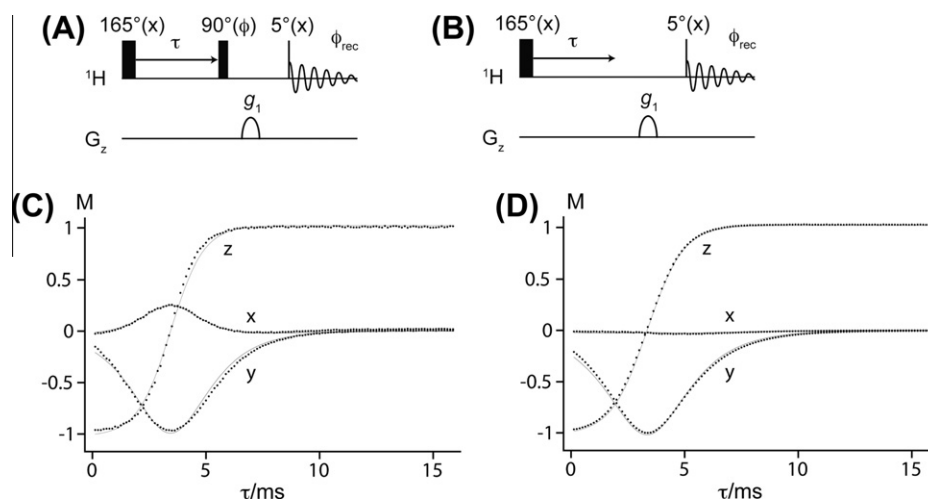 (A) 165°(x) 90°(ϕ) 5°(x) ϕrec
τ
¹H
g₁
Gz
(B) 165°(x) 5°(x) ϕrec
τ
¹H
g₁
Gz
(C) M
1
0.5
0
-0.5
-1
z
x
y
0 5 10 15
τ/ms
(D) M
1
0.5
0
-0.5
-1
z
x
y
0 5 10 15
τ/ms